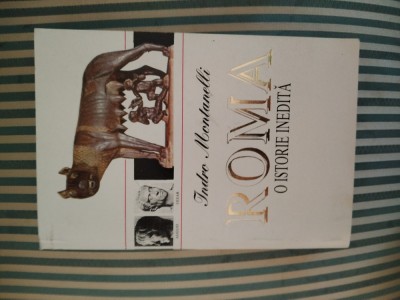 Indro Montanelli
ROMA
O ISTORIE INEDITĂ